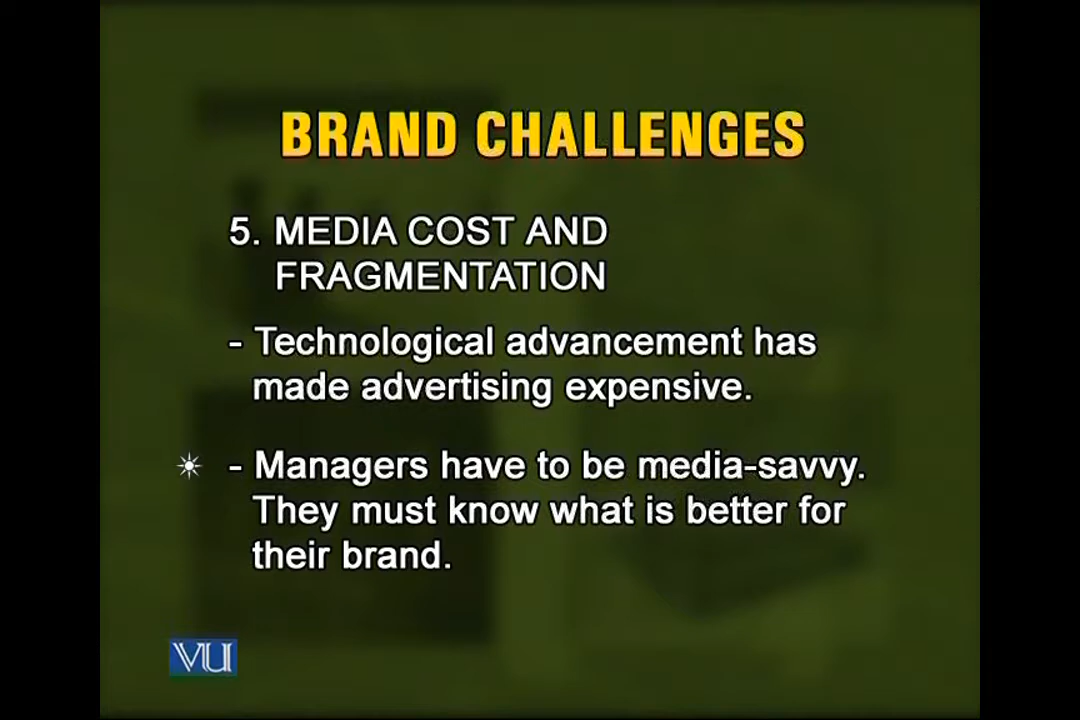 BRAND CHALLENGES
5. MEDIA COST AND
FRAGMENTATION
- Technological advancement has
made advertising expensive.
- Managers have to be media-savvy.
They must know what is better for
their brand.
VU